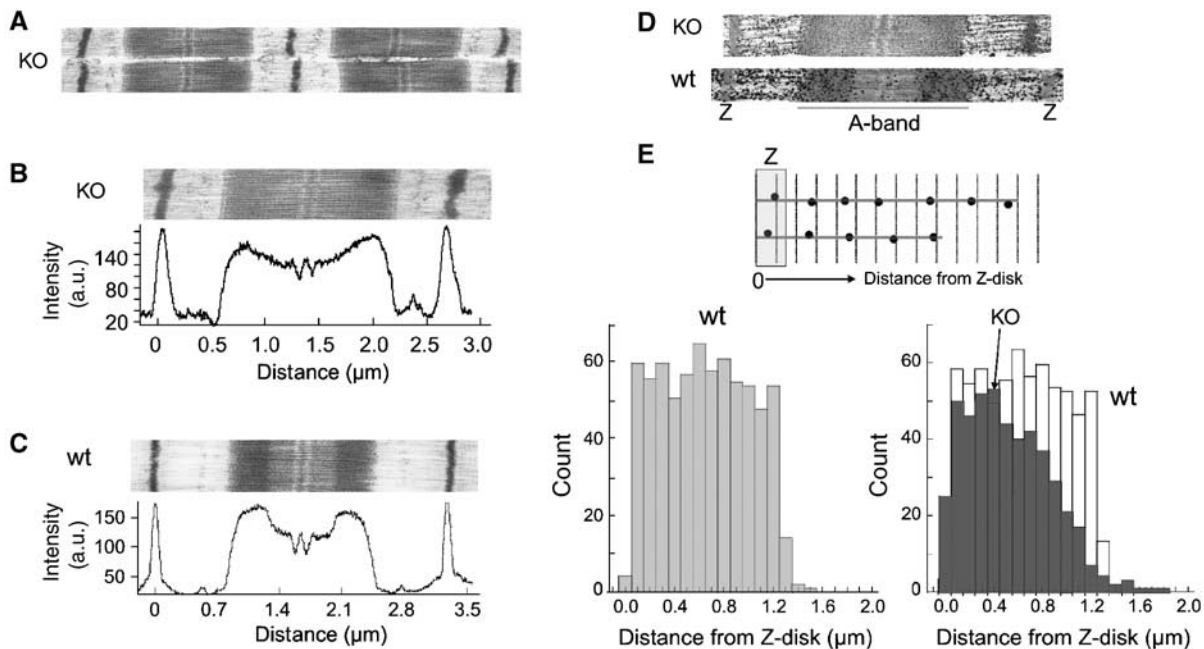 A
KO
B
KO
Intensity
(a.u.)
140
80
60
20
0
0.5
1.0
1.5
2.0
2.5
3.0
Distance (µm)
C
wt
Intensity
(a.u.)
150
100
50
0
0.7
1.4
2.1
2.8
3.5
Distance (µm)
D
KO
wt
Z
Z
A-band
E
Z
0
Distance from Z-disk
wt
Count
60
40
20
0
0.0
0.4
0.8
1.2
1.6
2.0
Distance from Z-disk (µm)
KO
wt
Count
60
40
20
0
0.0
0.4
0.8
1.2
1.6
2.0
Distance from Z-disk (µm)